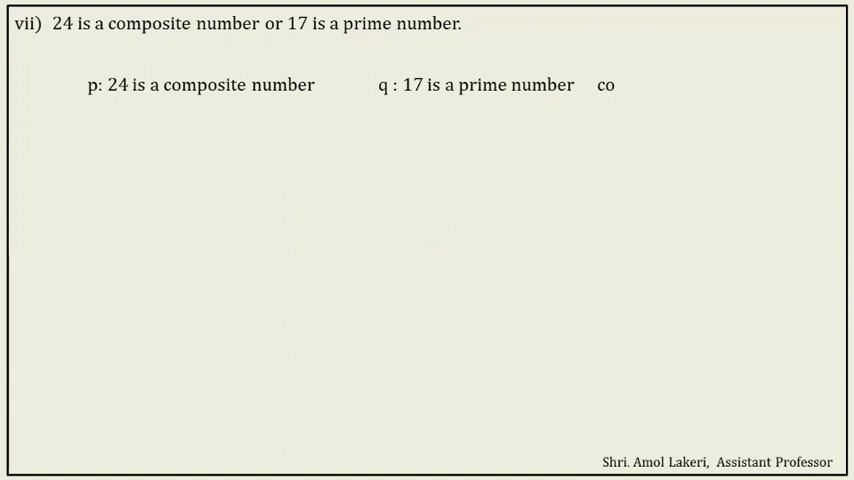 vii) 24 is a composite number or 17 is a prime number.
p: 24 is a composite number q : 17 is a prime number co
Shri. Amol Lakeri, Assistant Professor